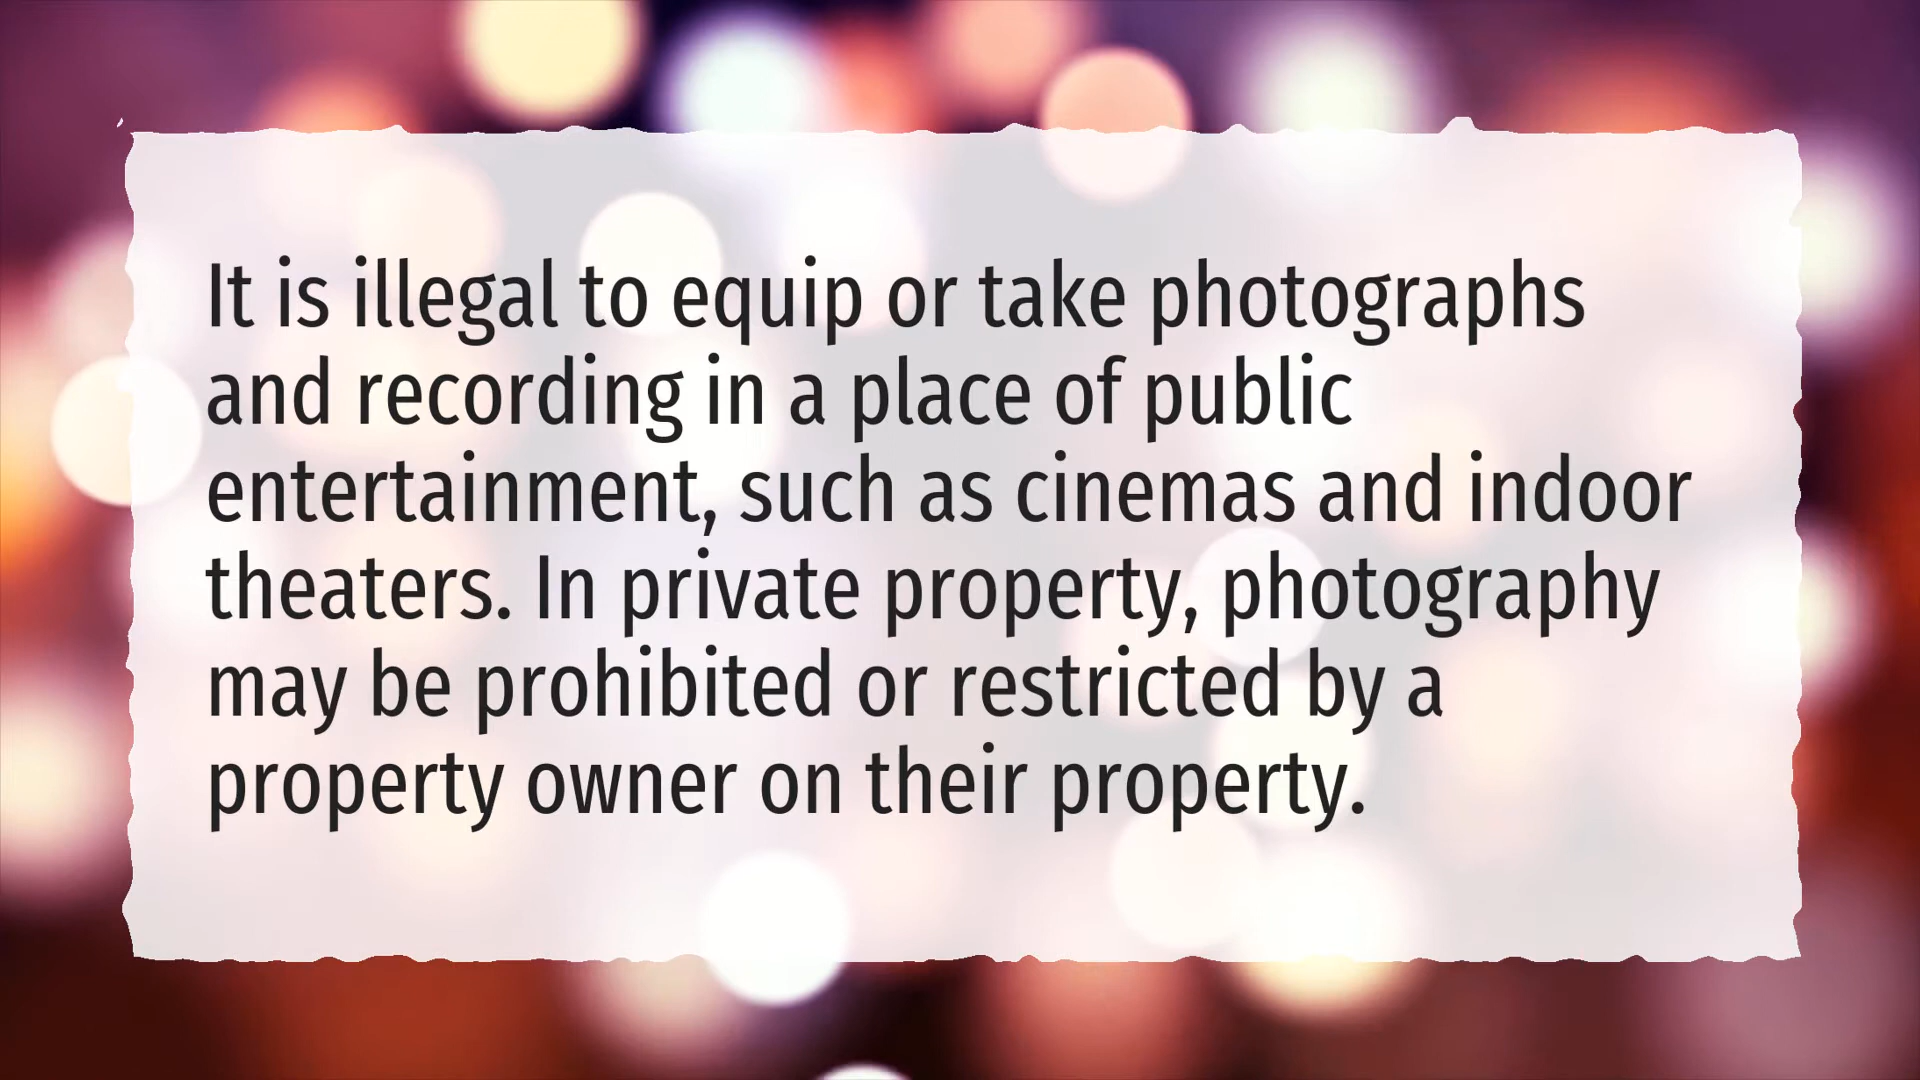 It is illegal to equip or take photographs
and recording in a place of public
entertainment, such as cinemas and indoor
theaters. In private property, photography
may be prohibited or restricted by a
property owner on their property.